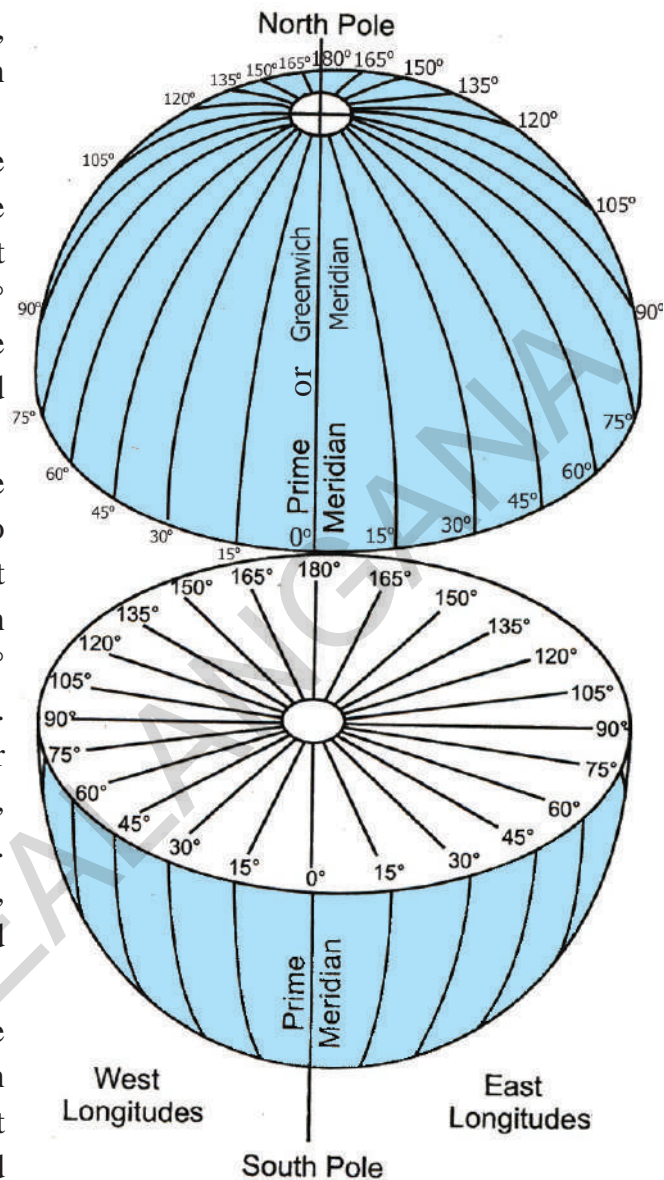 North Pole
135° 150° 165° 180° 165° 150° 135°
120° 120°
105° 105°
90° 90°
75° 75°
60° 60°
45° 45°
30° 30°
15° 0° 15°
Prime or Greenwich
Meridian Meridian
180°
165° 165°
150° 150°
135° 135°
120° 120°
105° 105°
90° 90°
75° 75°
60° 60°
45° 45°
30° 30°
15° 0° 15°
Prime
Meridian
West
Longitudes
East
Longitudes
South Pole